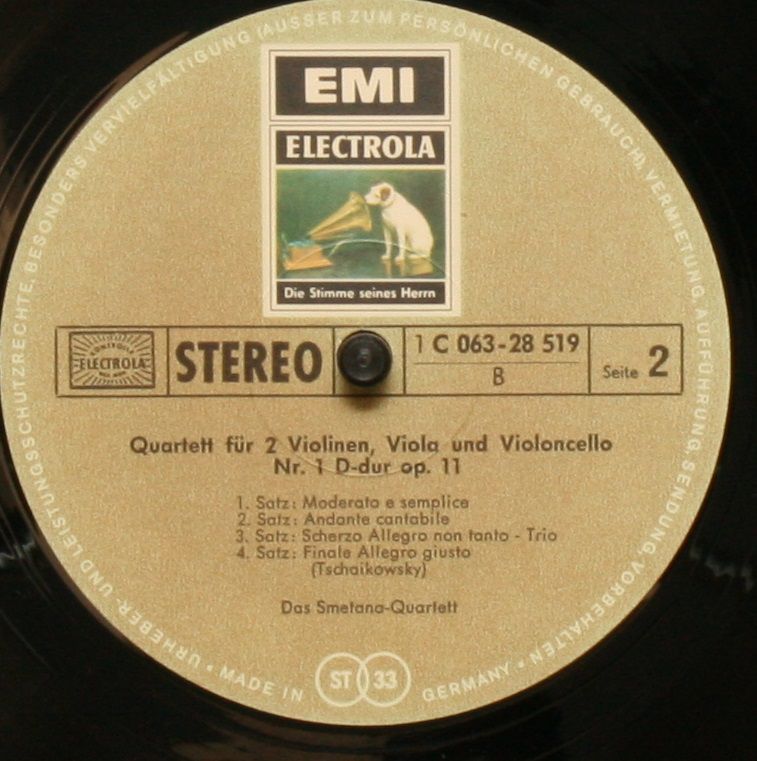 EMI
ELECTROLA
Die Stimme seines Herrn
ELECTROLA
STEREO
1 C 063-28 519
B
Seite 2
Quartett für 2 Violinen, Viola und Violoncello
Nr. 1 D-dur op. 11
1. Satz: Moderato e semplice
2. Satz: Andante cantabile
3. Satz: Scherzo Allegro non tanto - Trio
4. Satz: Finale Allegro giusto
(Tschaikowsky)
Das Smetana-Quartett
ST 33
URHEBER- UND LEISTUNGSSCHUTZRECHTE, BESONDERS VERVIELFÄLTIGUNG (AUSSER ZUM PERSÖNLICHEN GEBRAUCH), VERMIETUNG, AUFFÜHRUNG, SENDUNG, VORBEHALTEN • MADE IN GERMANY •